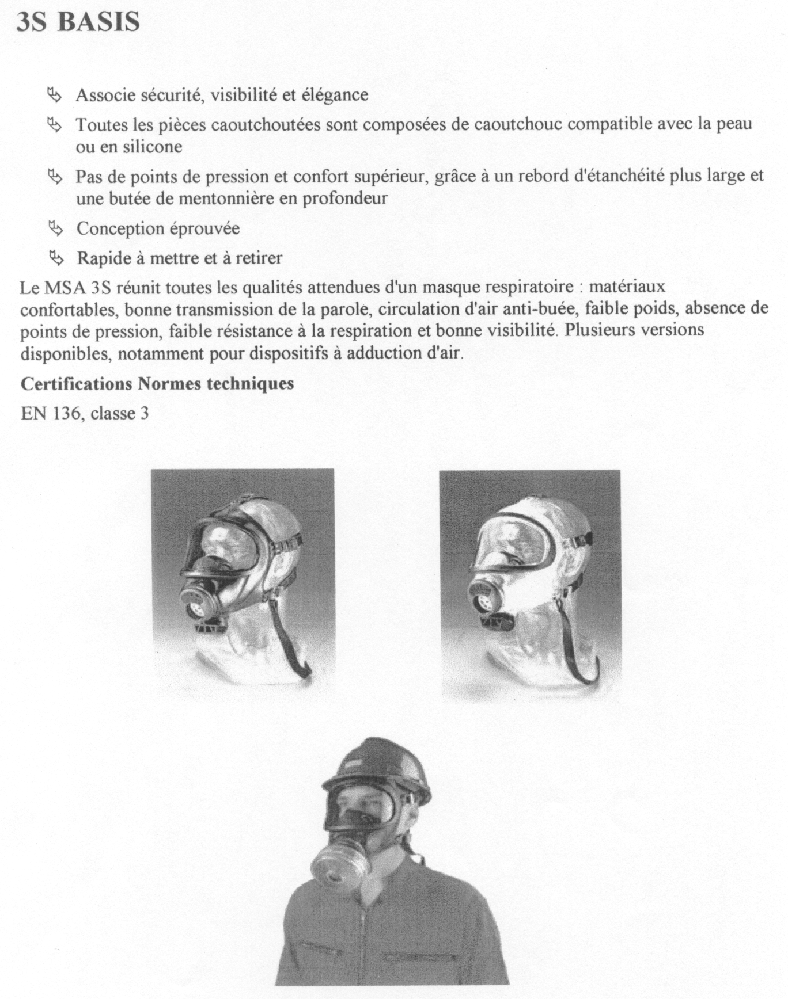 3S BASIS
Associe sécurité, visibilité et élégance
Toutes les pièces caoutchoutées sont composées de caoutchouc compatible avec la peau
ou en silicone
Pas de points de pression et confort supérieur, grâce à un rebord d'étanchéité plus large et
une butée de mentonnière en profondeur
Conception éprouvée
Rapide à mettre et à retirer
Le MSA 3S réunit toutes les qualités attendues d'un masque respiratoire : matériaux
confortables, bonne transmission de la parole, circulation d'air anti-buée, faible poids, absence de
points de pression, faible résistance à la respiration et bonne visibilité. Plusieurs versions
disponibles, notamment pour dispositifs à adduction d'air.
Certifications Normes techniques
EN 136, classe 3